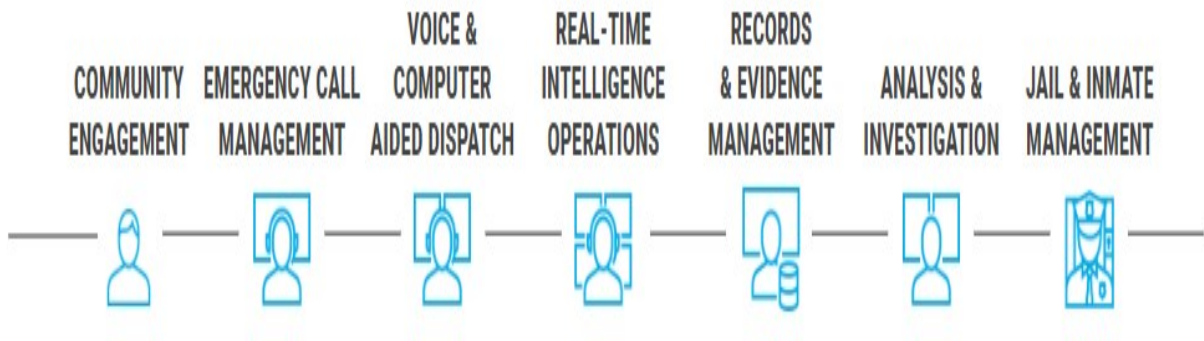 COMMUNITY
ENGAGEMENT
EMERGENCY CALL
MANAGEMENT
VOICE &
COMPUTER
AIDED DISPATCH
REAL-TIME
INTELLIGENCE
OPERATIONS
RECORDS
& EVIDENCE
MANAGEMENT
ANALYSIS &
INVESTIGATION
JAIL & INMATE
MANAGEMENT